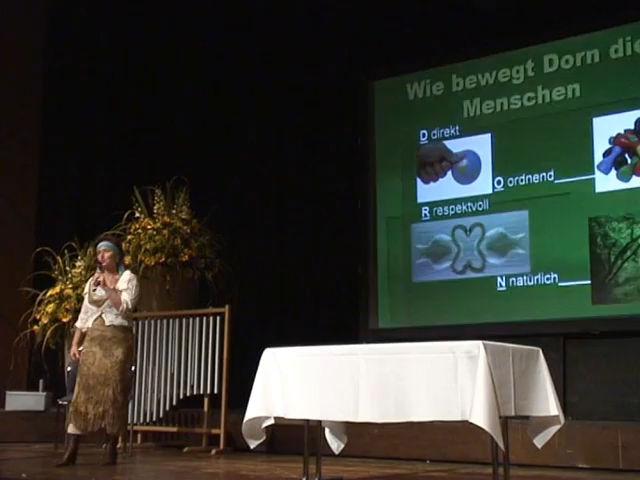 Wie bewegt Dorn die
Menschen
D direkt
O ordnend
R respektvoll
N natürlich